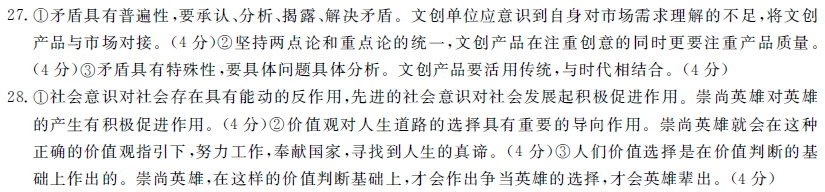 27. ①矛盾具有普遍性,要承认、分析、揭露、解决矛盾。文创单位应意识到自身对市场需求理解的不足,将文创
产品与市场对接。(4 分)②坚持两点论和重点论的统一,文创产品在注重创意的同时更要注重产品质量。
(4 分)③矛盾具有特殊性,要具体问题具体分析。文创产品要活用传统,与时代相结合。(4 分)
28. ①社会意识对社会存在具有能动的反作用,先进的社会意识对社会发展起积极促进作用。崇尚英雄对英雄
的产生有积极促进作用。(4 分)②价值观对人生道路的选择具有重要的导向作用。崇尚英雄就会在这种
正确的价值观指引下,努力工作,奉献国家,寻找到人生的真谛。(4 分)③人们价值选择是在价值判断的基
础上作出的。崇尚英雄,在这样的价值判断基础上,才会作出争当英雄的选择,才会英雄辈出。(4 分)